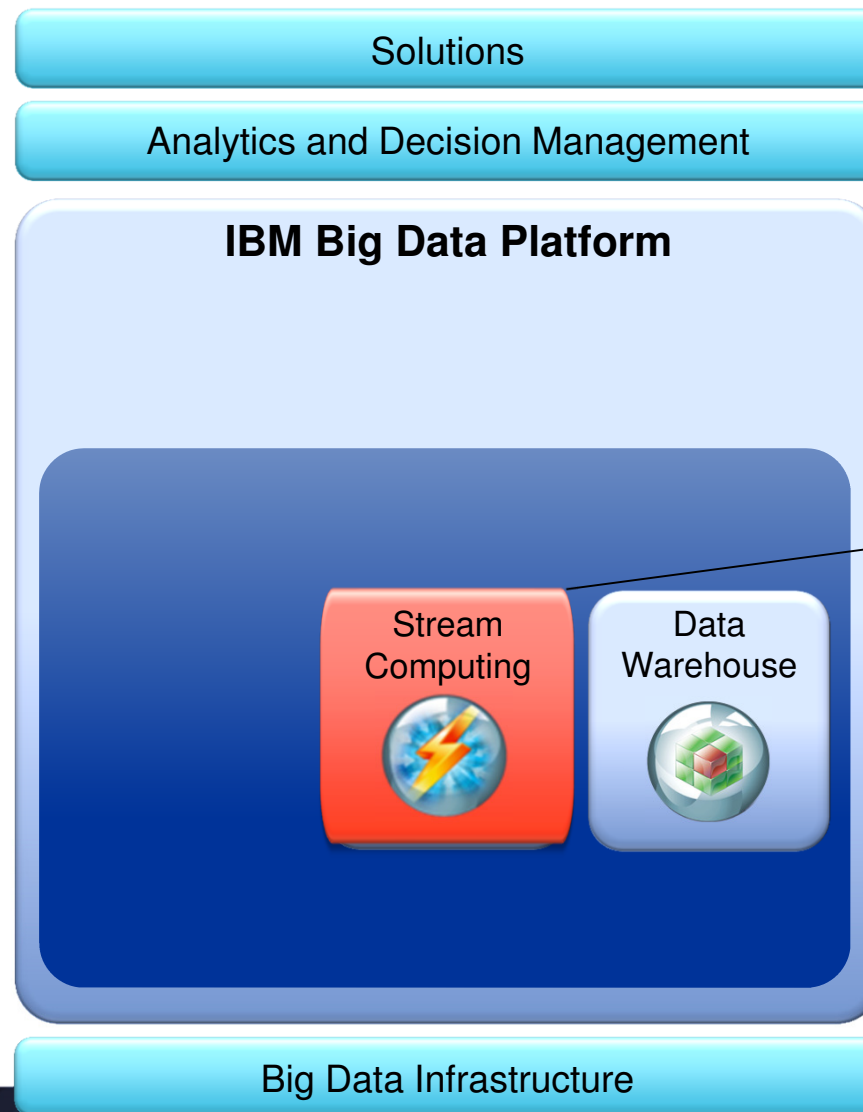 Solutions
Analytics and Decision Management
IBM Big Data Platform
Stream
Computing
Data
Warehouse
Big Data Infrastructure